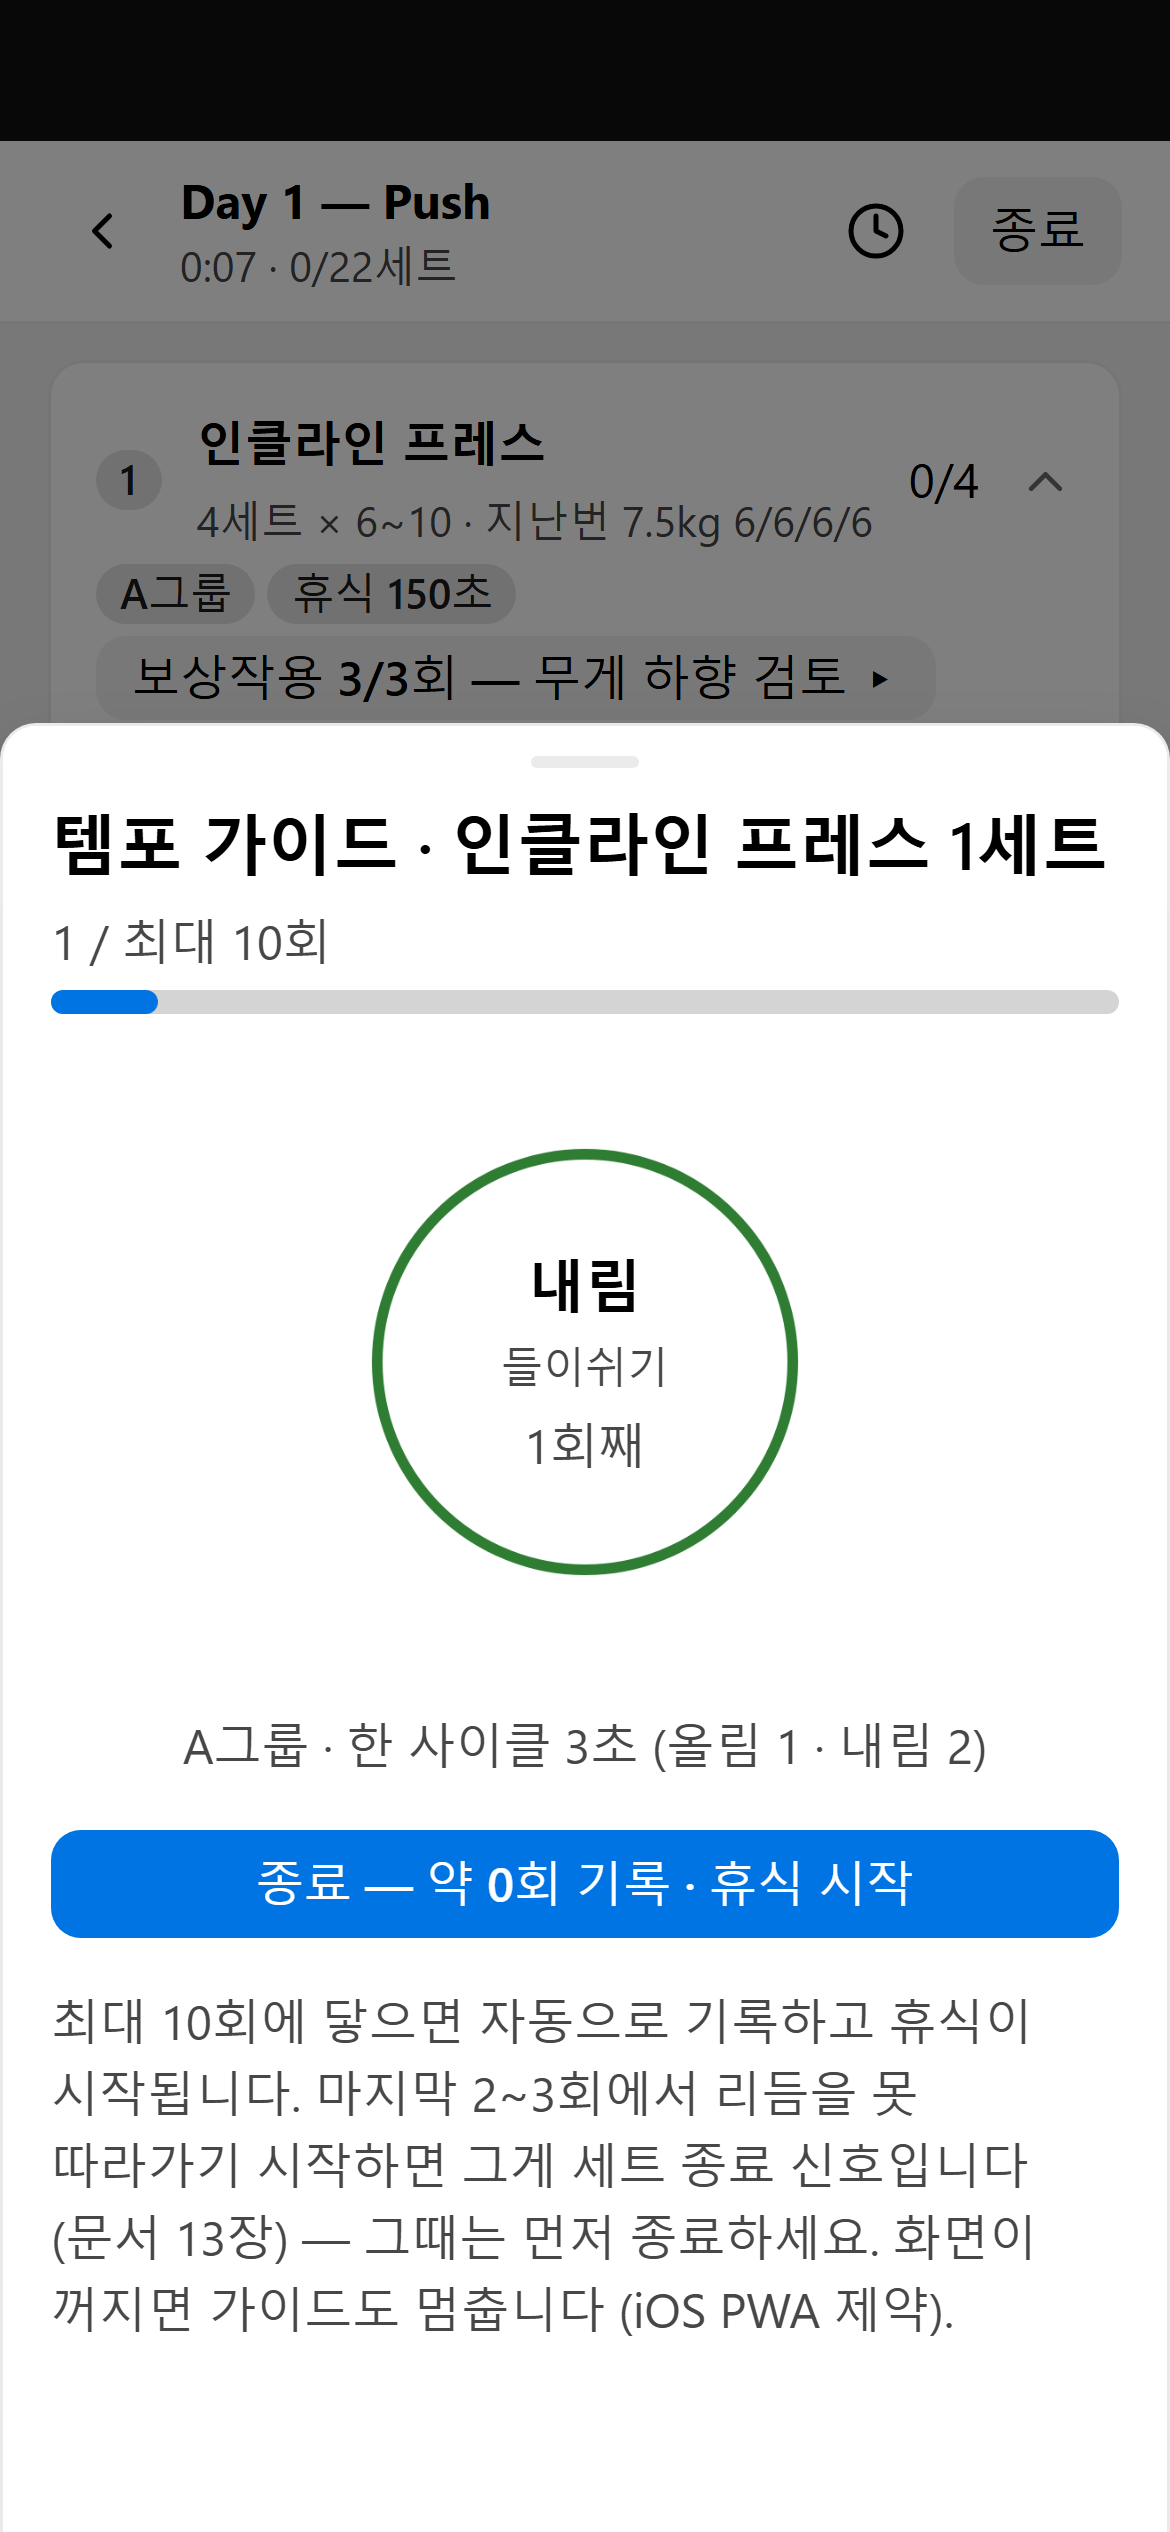 Day 1 — Push
0:07 · 0/22세트
종료
1
인클라인 프레스
4세트 × 6~10 · 지난번 7.5kg 6/6/6/6
0/4
A그룹
휴식 150초
보상작용 3/3회 — 무게 하향 검토 ▸
템포 가이드 · 인클라인 프레스 1세트
1 / 최대 10회
내림
들이쉬기
1회째
A그룹 · 한 사이클 3초 (올림 1 · 내림 2)
종료 — 약 0회 기록 · 휴식 시작
최대 10회에 닿으면 자동으로 기록하고 휴식이
시작됩니다. 마지막 2~3회에서 리듬을 못
따라가기 시작하면 그게 세트 종료 신호입니다
(문서 13장) — 그때는 먼저 종료하세요. 화면이
꺼지면 가이드도 멈춥니다 (iOS PWA 제약).